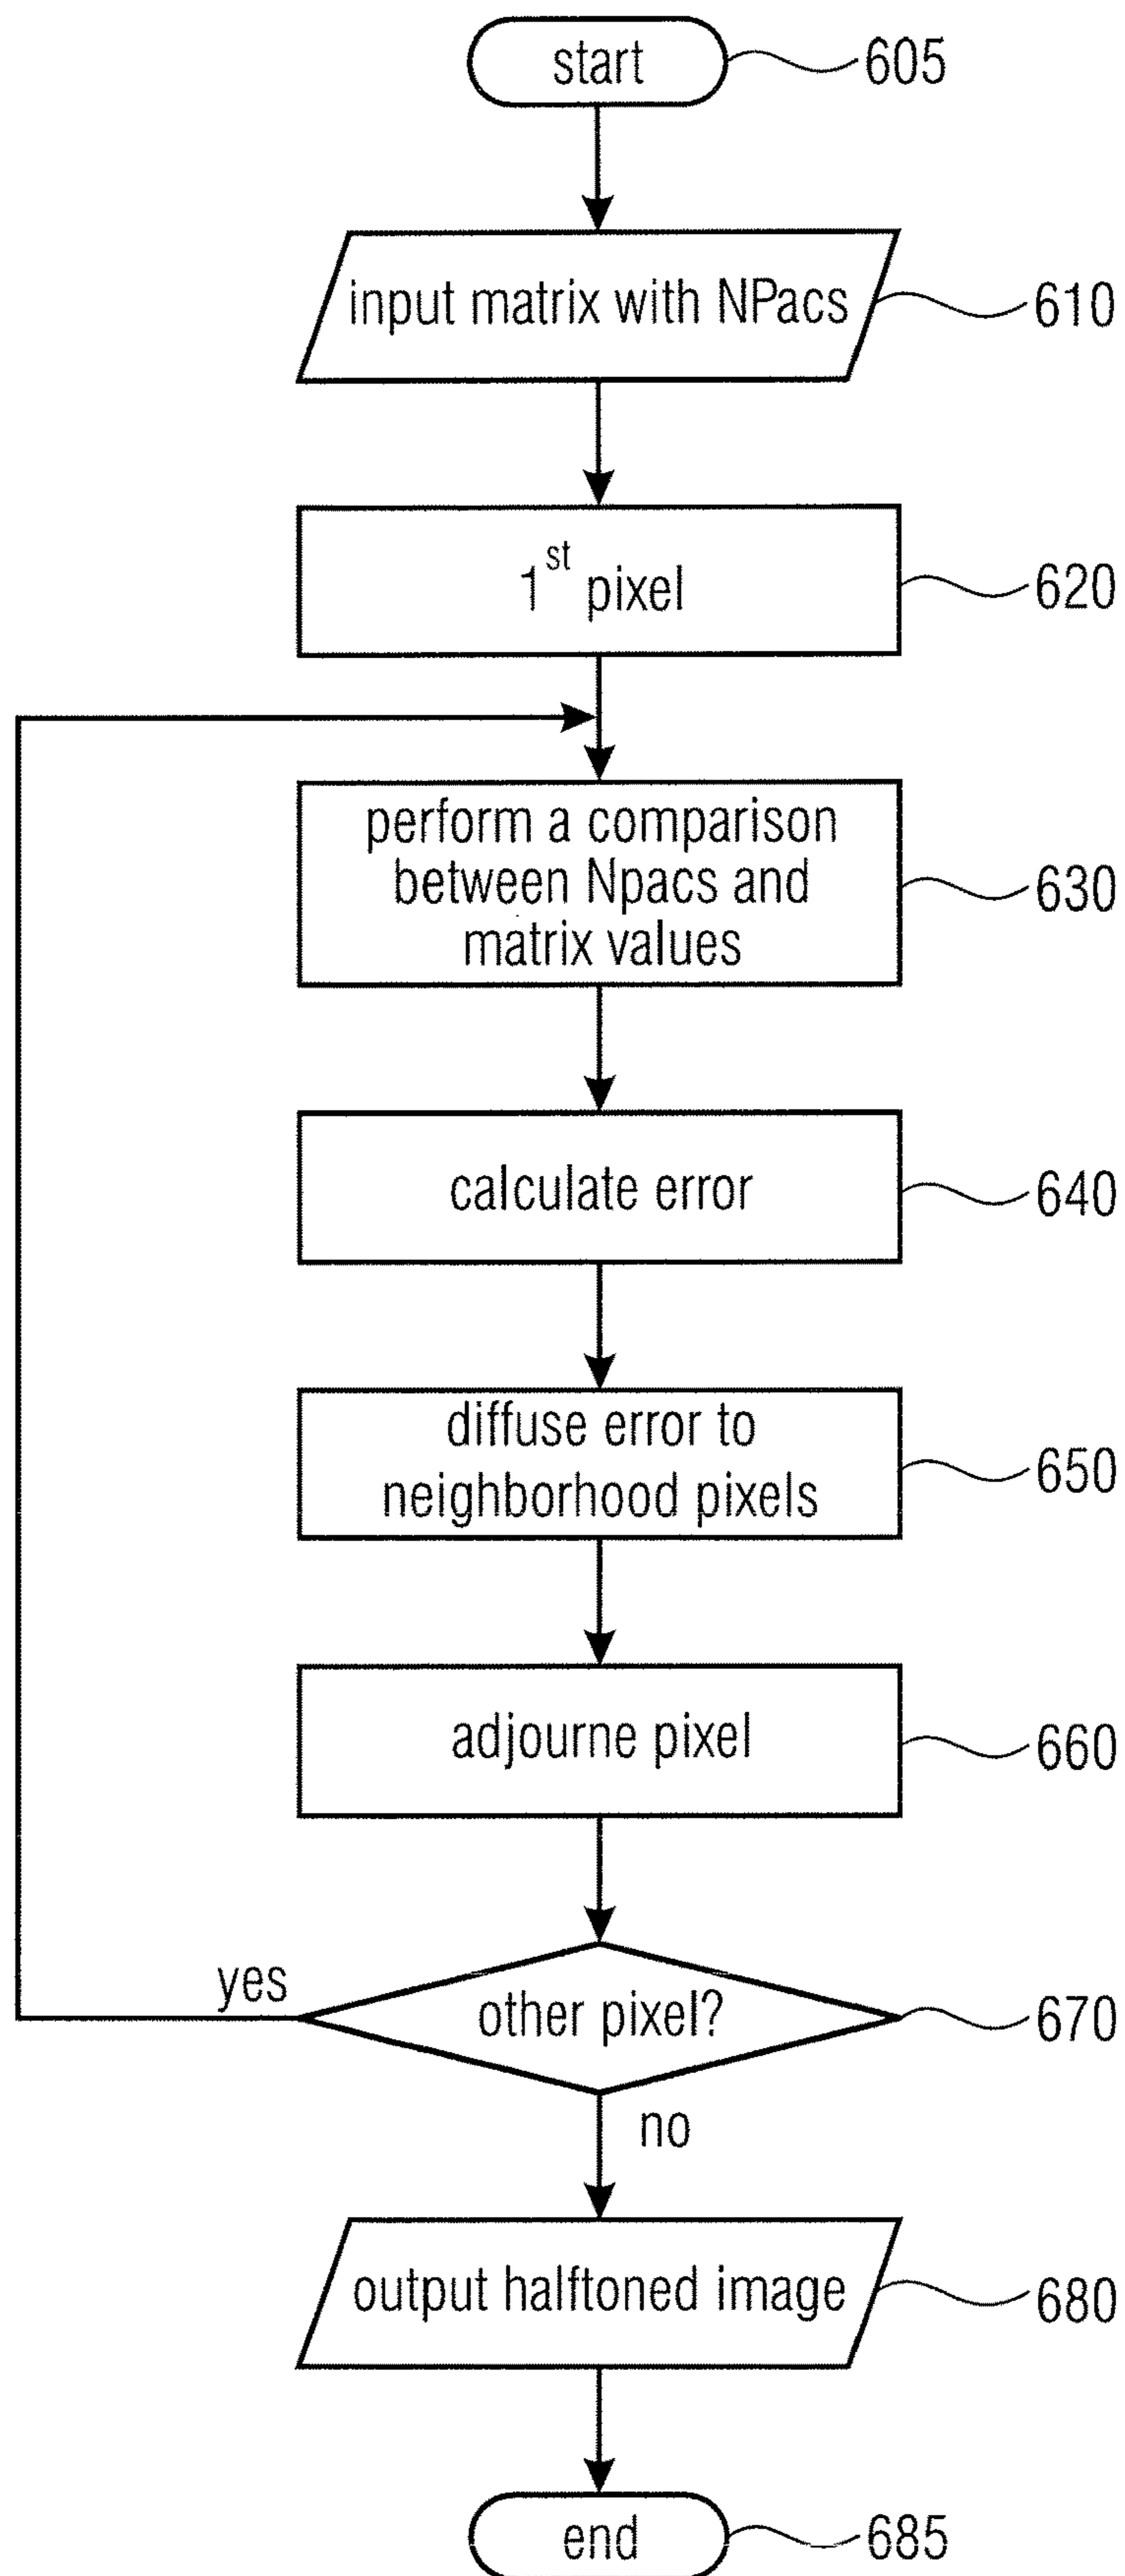 start
605
input matrix with NPacs
610
1st pixel
620
perform a comparison
between Npacs and
matrix values
630
calculate error
640
diffuse error to
neighborhood pixels
650
adjourne pixel
660
yes
other pixel?
670
no
output halftoned image
680
end
685